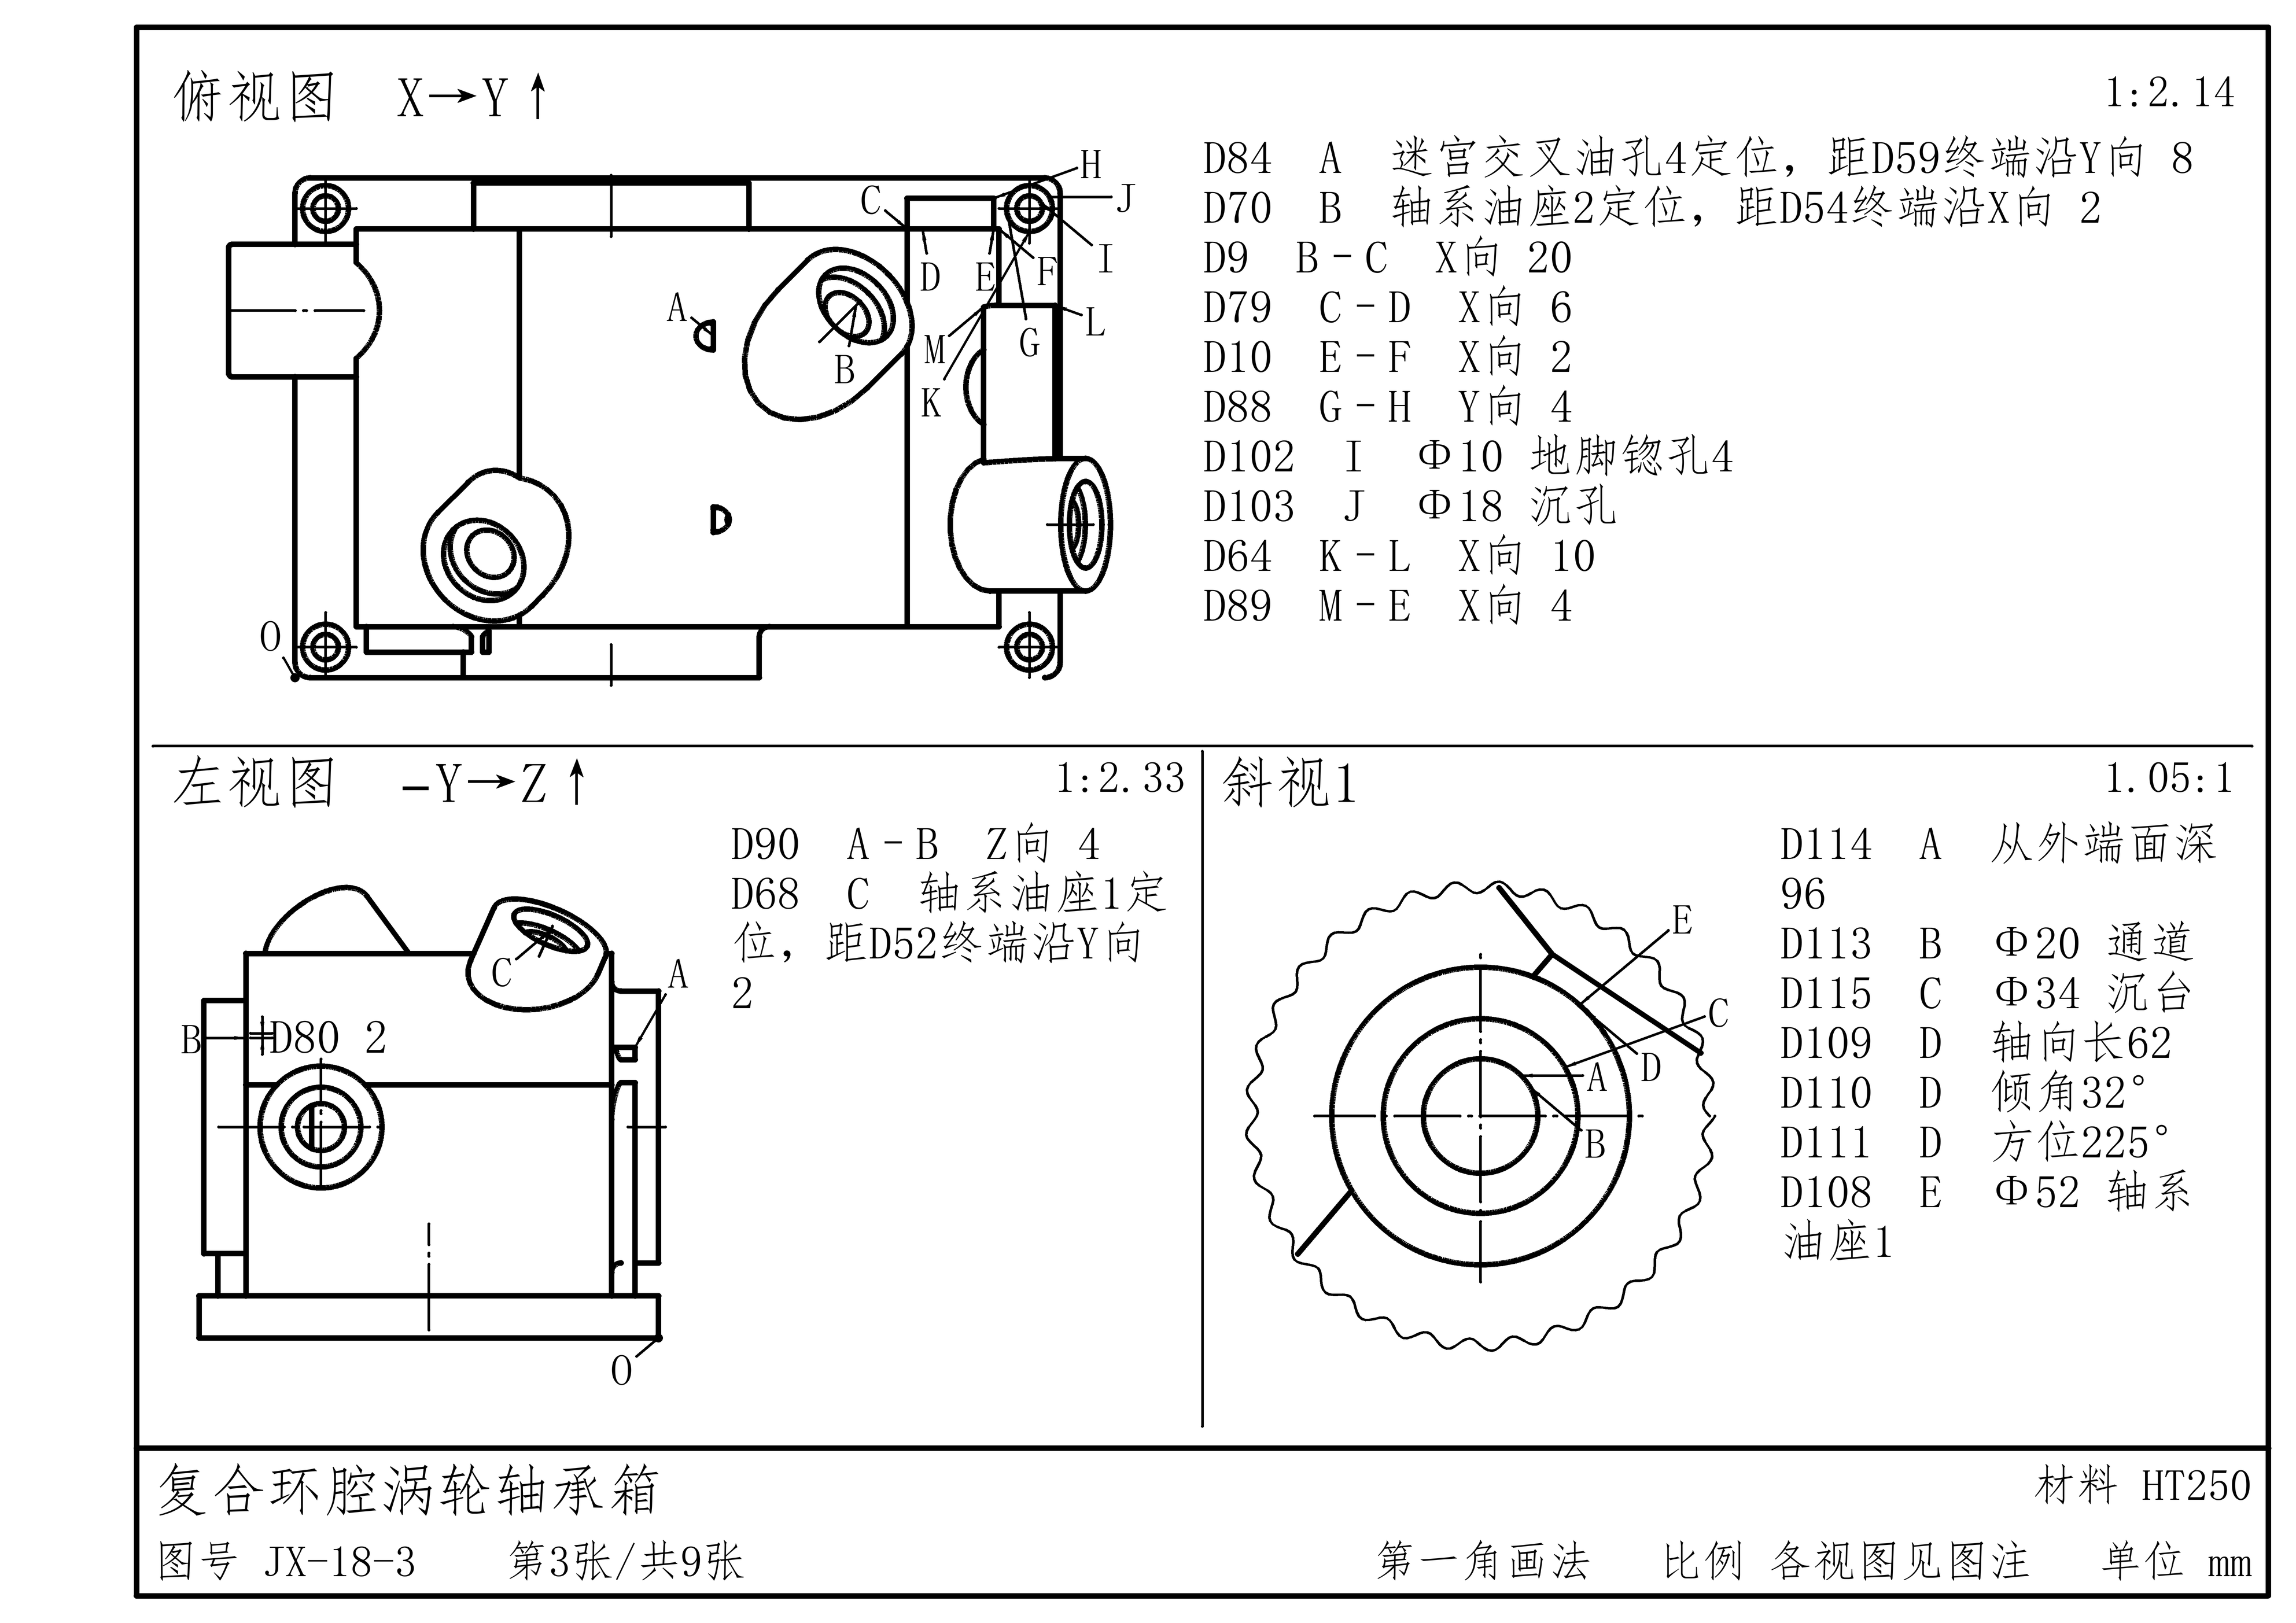 俯视图 X→Y↑ 1:2.14
D84 A 迷宫交叉油孔4定位，距D59终端沿Y向 8
D70 B 轴系油座2定位，距D54终端沿X向 2
D9 B-C X向 20
D79 C-D X向 6
D10 E-F X向 2
D88 G-H Y向 4
D102 I Φ10 地脚锪孔4
D103 J Φ18 沉孔
D64 K-L X向 10
D89 M-E X向 4
H
J
C
I
D
E
F
A
M
G
L
B
K
O
左视图 -Y→Z↑ 1:2.33
D90 A-B Z向 4
D68 C 轴系油座1定
位，距D52终端沿Y向
2
C
A
B
D80 2
O
斜视1 1.05:1
D114 A 从外端面深
96
D113 B Φ20 通道
D115 C Φ34 沉台
D109 D 轴向长62
D110 D 倾角32°
D111 D 方位225°
D108 E Φ52 轴系
油座1
E
C
D
A
B
复合环腔涡轮轴承箱 材料 HT250
图号 JX-18-3 第3张/共9张 第一角画法 比例 各视图见图注 单位 mm